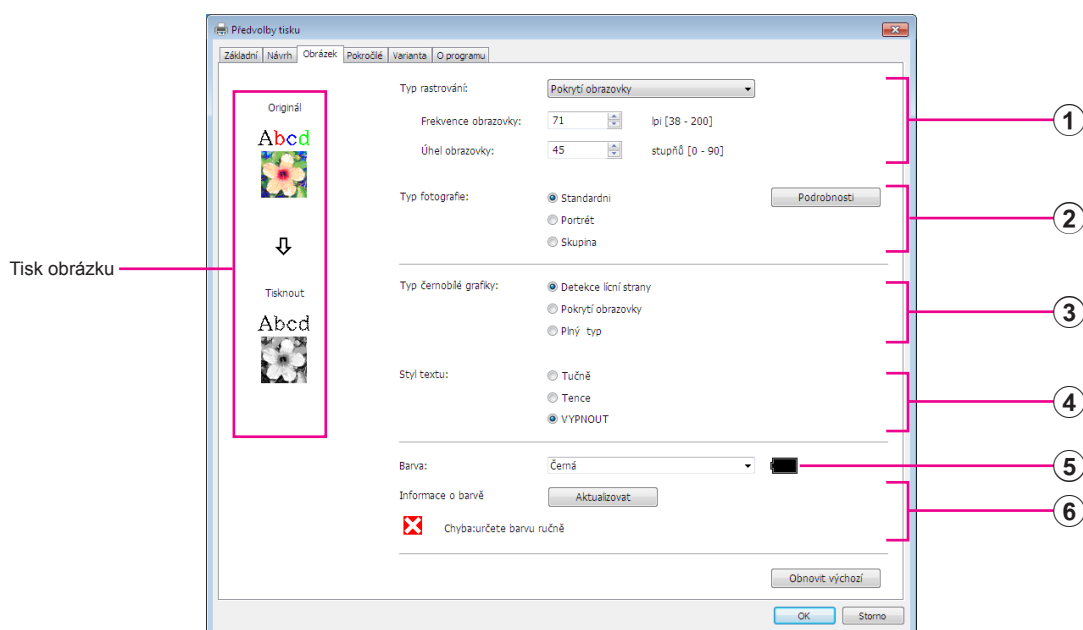 Předvolby tisku
Základní Návrh Obrázek Pokročilé Varianta O programu
Originál
Abcd
Tisknout
Abcd
Tisk obrázku
Typ rastrování: Pokrytí obrazovky
Frekvence obrazovky: 71 lpi [38 - 200]
Úhel obrazovky: 45 stupňů [0 - 90]
1
Typ fotografie: Standardni Podrobnosti
Portrét
Skupina
2
Typ černobílé grafiky: Detekce lícní strany
Pokrytí obrazovky
Plný typ
3
Styl textu: Tučně
Tence
VYPNOUT
4
Barva: Černá
5
Informace o barvě Aktualizovat
Chyba:určete barvu ručně
6
Obnovit výchozí
OK Storno